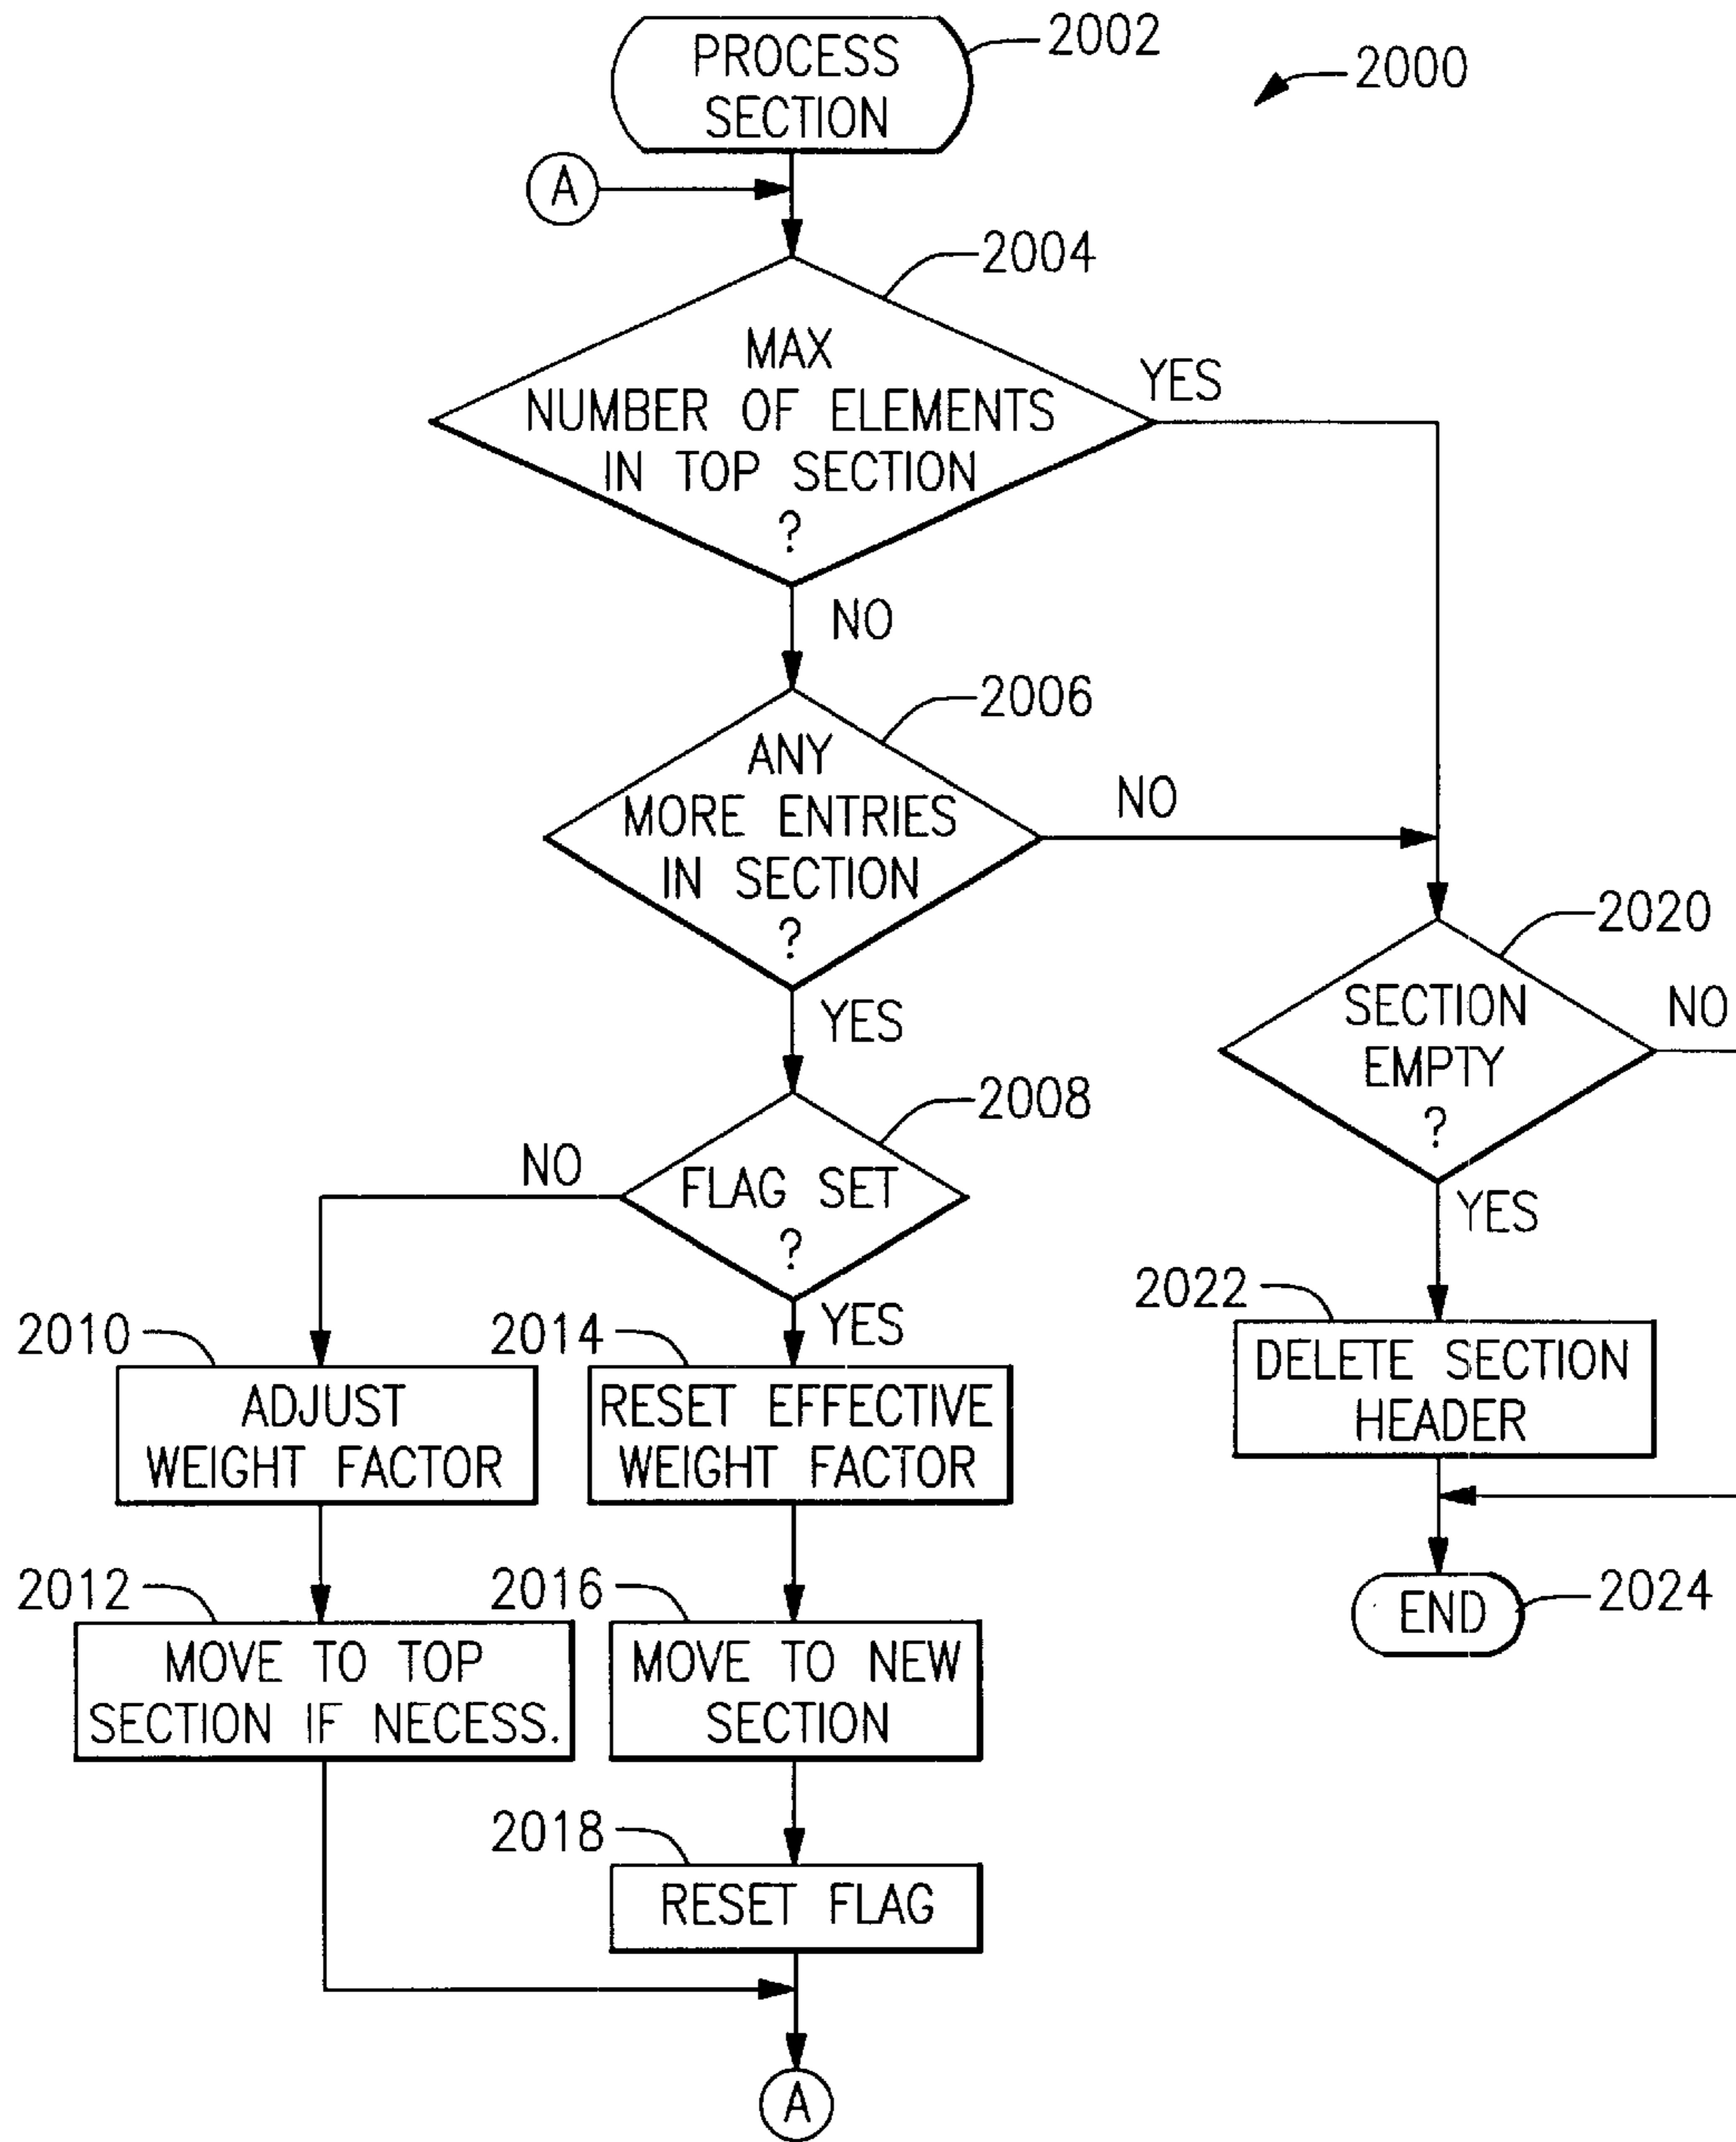 PROCESS
SECTION
2002
2000
A
2004
MAX
NUMBER OF ELEMENTS
IN TOP SECTION
?
YES
NO
2006
ANY
MORE ENTRIES
IN SECTION
?
NO
YES
2020
SECTION
EMPTY
?
NO
YES
2008
FLAG SET
?
NO
YES
2010
ADJUST
WEIGHT FACTOR
2014
RESET EFFECTIVE
WEIGHT FACTOR
2022
DELETE SECTION
HEADER
2012
MOVE TO TOP
SECTION IF NECESS.
2016
MOVE TO NEW
SECTION
END
2024
2018
RESET FLAG
A